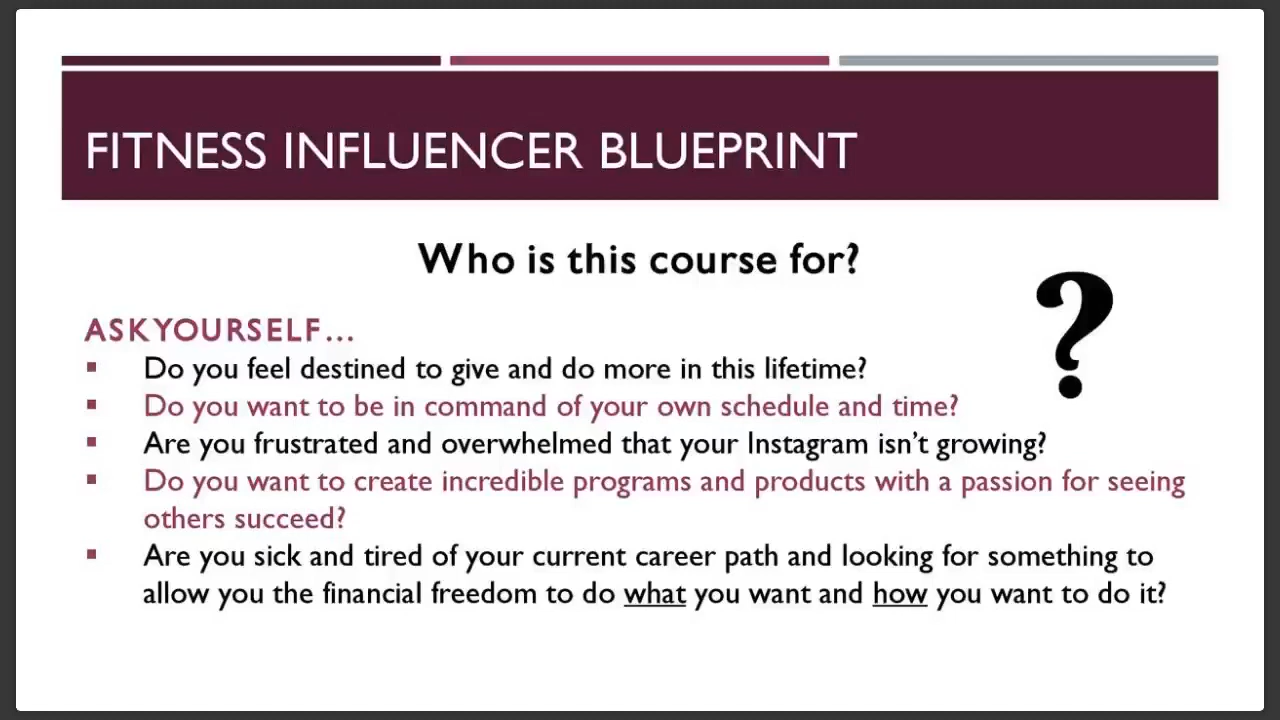 FITNESS INFLUENCER BLUEPRINT
Who is this course for?
?
ASK YOURSELF...
▪ Do you feel destined to give and do more in this lifetime?
▪ Do you want to be in command of your own schedule and time?
▪ Are you frustrated and overwhelmed that your Instagram isn't growing?
▪ Do you want to create incredible programs and products with a passion for seeing
others succeed?
▪ Are you sick and tired of your current career path and looking for something to
allow you the financial freedom to do what you want and how you want to do it?